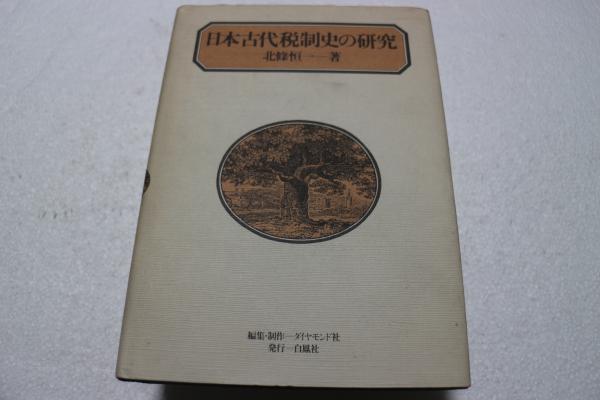 日本古代税制史の研究
北條恒一―著
編集・制作―ダイヤモンド社
発行―白鳳社